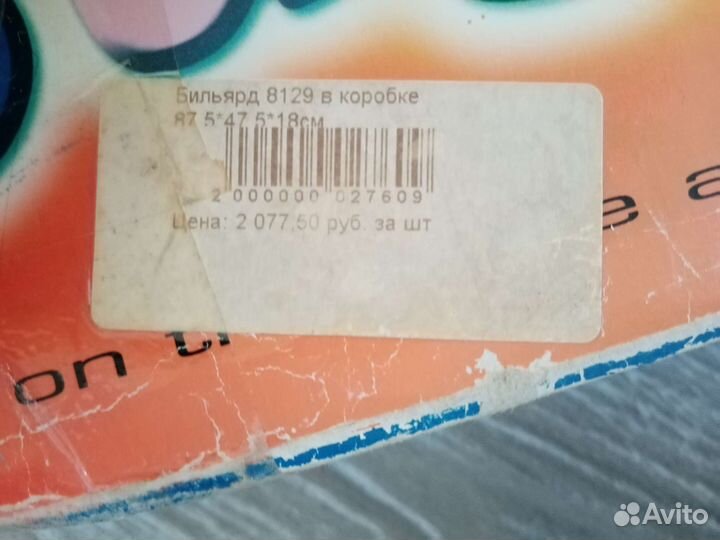 Бильярд 8129 в коробке
87,5*47,5*18см
2 000000 027609
Цена: 2 077,50 руб. за шт
e a
on t
Avito